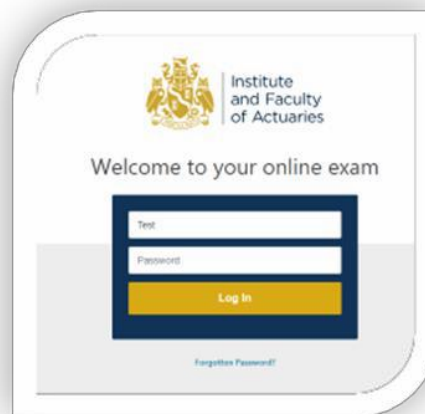 Institute
and Faculty
of Actuaries
Welcome to your online exam
Test
Password
Log In
Forgotten Password?